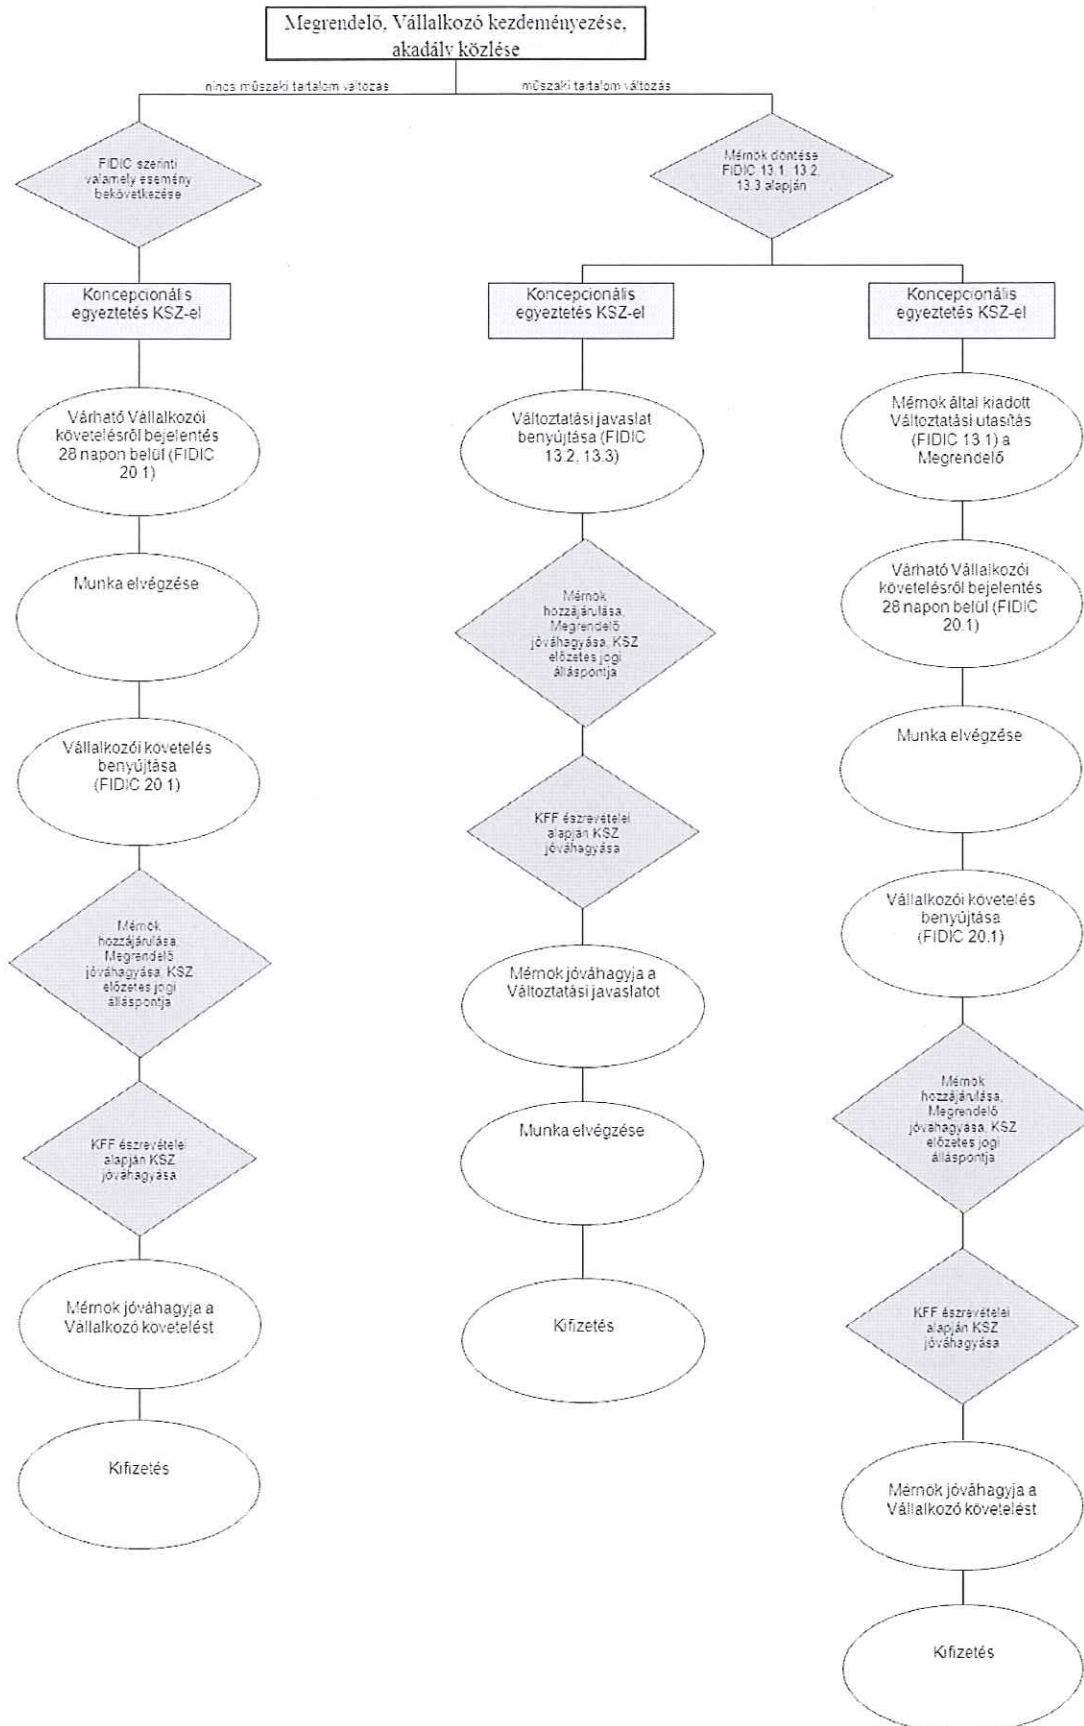 Megrendelő, Vállalkozó kezdeményezése,
akadály közlése
nincs műszaki tartalom változás
műszaki tartalom változás
FIDIC szerinti
valamely esemény
bekövetkezése
Mérnök döntése
FIDIC 13.1, 13.2,
13.3 alapján
Koncepcionális
egyeztetés KSZ-el
Koncepcionális
egyeztetés KSZ-el
Koncepcionális
egyeztetés KSZ-el
Várható Vállalkozói
követelésről bejelentés
28 napon belül (FIDIC
20.1)
Munka elvégzése
Vállalkozói követelés
benyújtása
(FIDIC 20.1)
Mérnök
hozzájárulása,
Megrendelő
jóváhagyása, KSZ
előzetes jogi
álláspontja
KFF észrevételei
alapján KSZ
jóváhagyása
Mérnök jóváhagyja a
Vállalkozó követelést
Kifizetés
Változtatási javaslat
benyújtása (FIDIC
13.2, 13.3)
Mérnök
hozzájárulása,
Megrendelő
jóváhagyása, KSZ
előzetes jogi
álláspontja
KFF észrevételei
alapján KSZ
jóváhagyása
Mérnök jóváhagyja a
Változtatási javaslatot
Munka elvégzése
Kifizetés
Mérnök által kiadott
Változtatási utasítás
(FIDIC 13.1) a
Megrendelő
Várható Vállalkozói
követelésről bejelentés
28 napon belül (FIDIC
20.1)
Munka elvégzése
Vállalkozói követelés
benyújtása
(FIDIC 20.1)
Mérnök
hozzájárulása,
Megrendelő
jóváhagyása, KSZ
előzetes jogi
álláspontja
KFF észrevételei
alapján KSZ
jóváhagyása
Mérnök jóváhagyja a
Vállalkozó követelést
Kifizetés